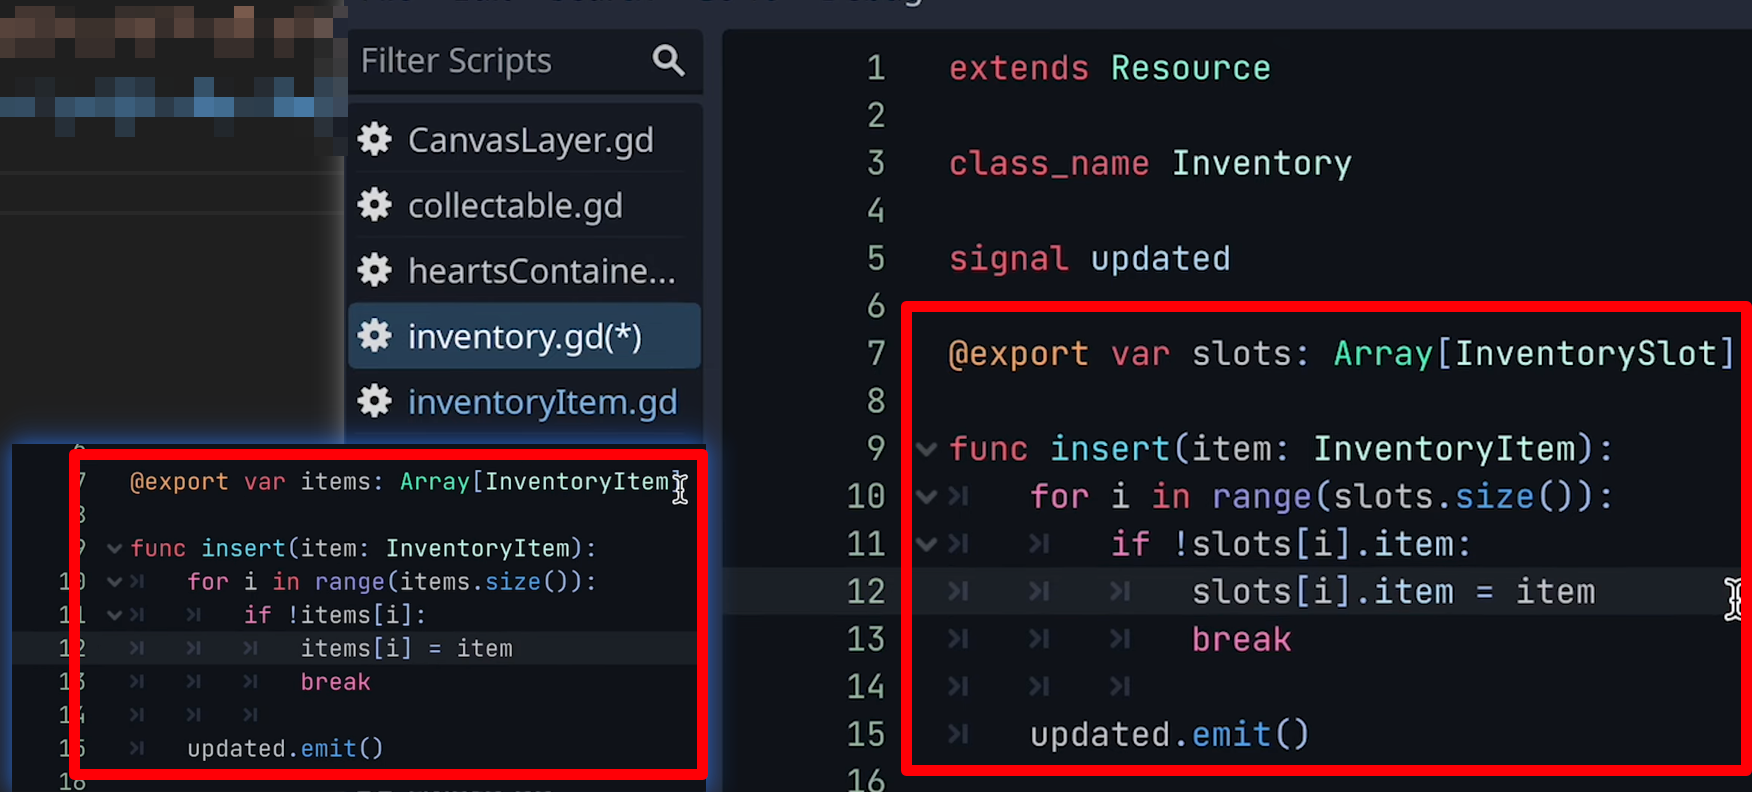 Filter Scripts
CanvasLayer.gd
collectable.gd
heartsContaine...
inventory.gd(*)
inventoryItem.gd
1 extends Resource
2
3 class_name Inventory
4
5 signal updated
6
7 @export var slots: Array[InventorySlot]
8
9 func insert(item: InventoryItem):
10 for i in range(slots.size()):
11 if !slots[i].item:
12 slots[i].item = item
13 break
14
15 updated.emit()
16
7 @export var items: Array[InventoryItem]
8
9 func insert(item: InventoryItem):
10 for i in range(items.size()):
11 if !items[i]:
12 items[i] = item
13 break
14
15 updated.emit()
16